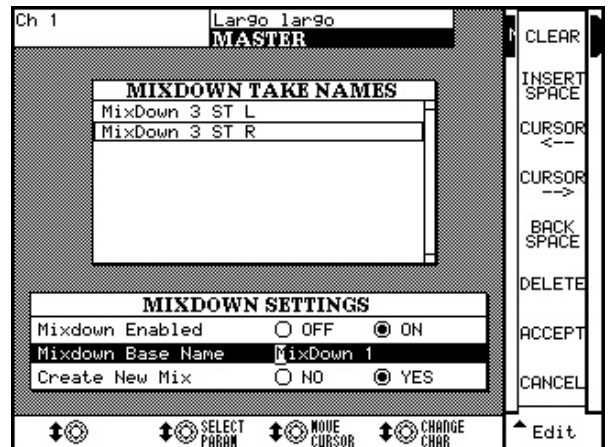 Ch 1
Largo largo
MASTER
MIXDOWN TAKE NAMES
MixDown 3 ST L
MixDown 3 ST R
MIXDOWN SETTINGS
Mixdown Enabled OFF ON
Mixdown Base Name MixDown 1
Create New Mix NO YES
SELECT
PARAM
MOVE
CURSOR
CHANGE
CHAR
CLEAR
INSERT
SPACE
CURSOR
<--
CURSOR
-->
BACK
SPACE
DELETE
ACCEPT
CANCEL
Edit